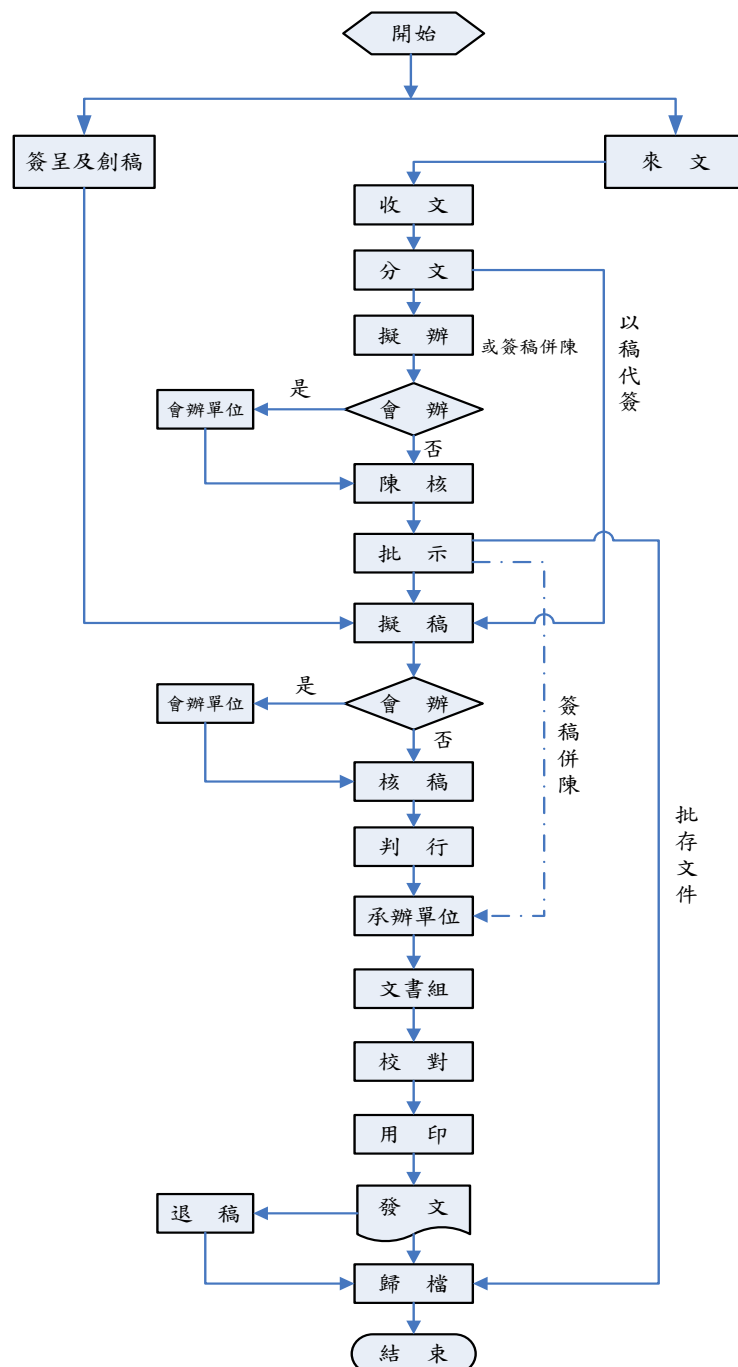 開始
簽呈及創稿
來 文
收 文
分 文
擬 辦
或簽稿併陳
以稿代簽
是
會辦單位
會 辦
否
陳 核
批 示
擬 稿
是
會辦單位
會 辦
否
簽稿併陳
核 稿
批存文件
判 行
承辦單位
文書組
校 對
用 印
發 文
退 稿
歸 檔
結 束